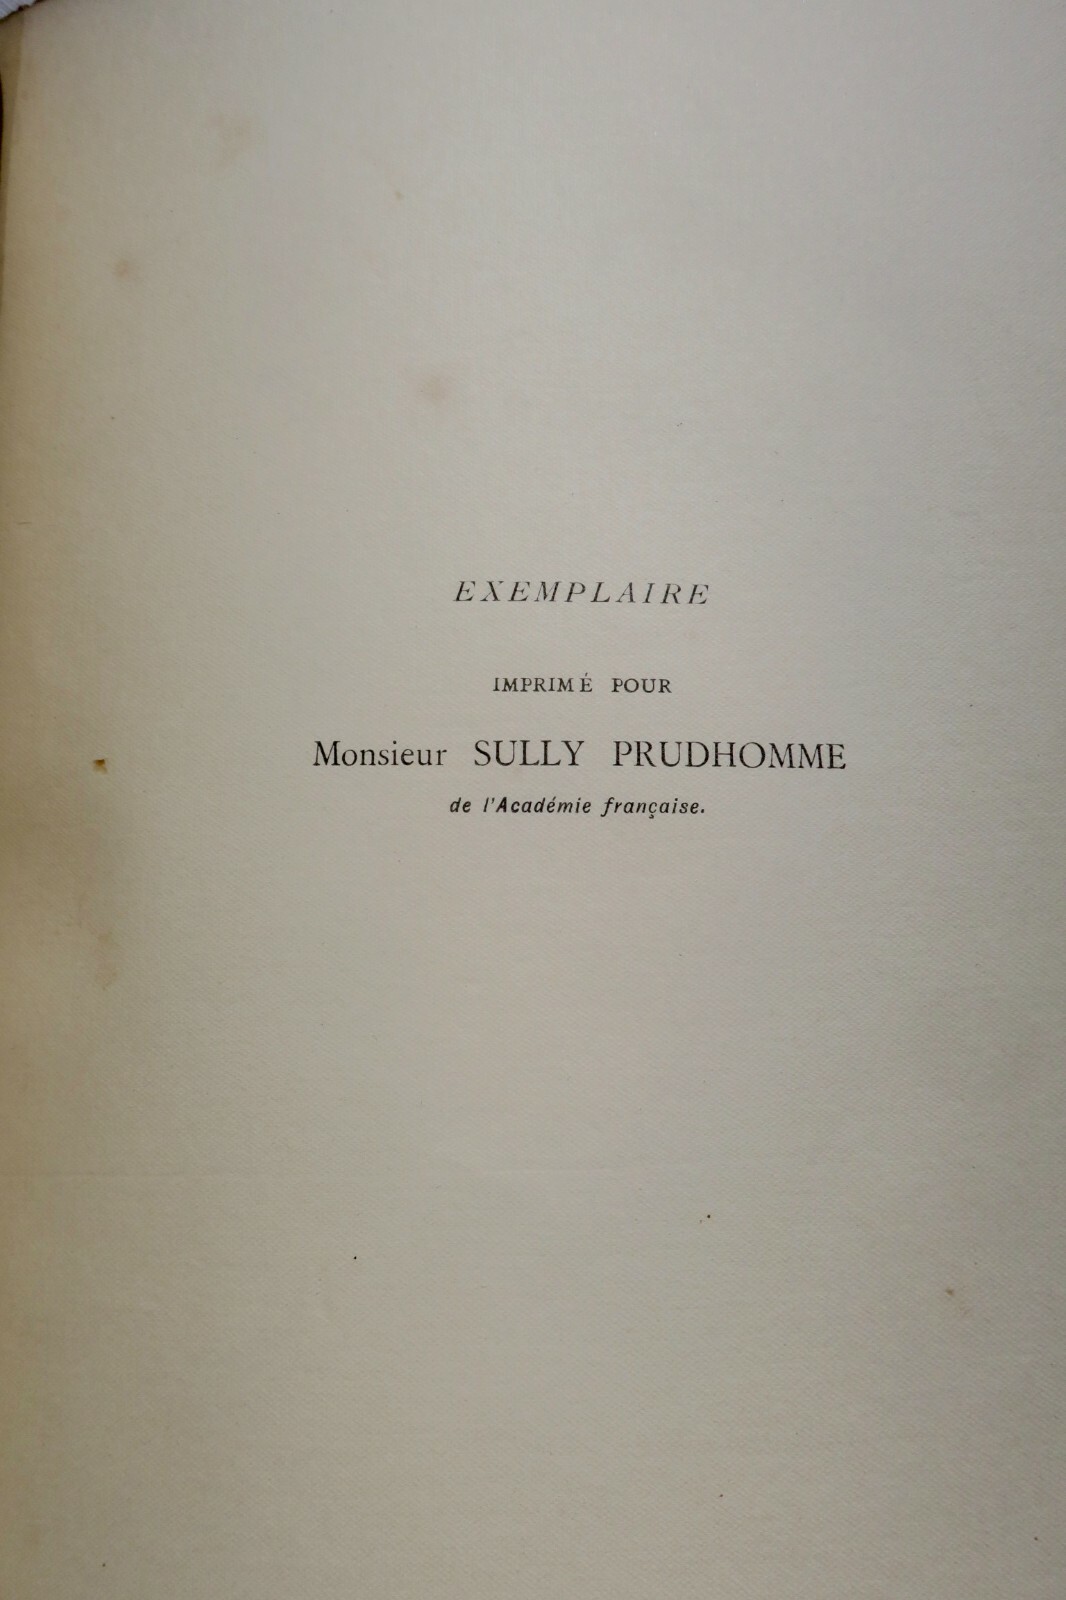 EXEMPLAIRE
IMPRIMÉ POUR
Monsieur SULLY PRUDHOMME
de l'Académie française.